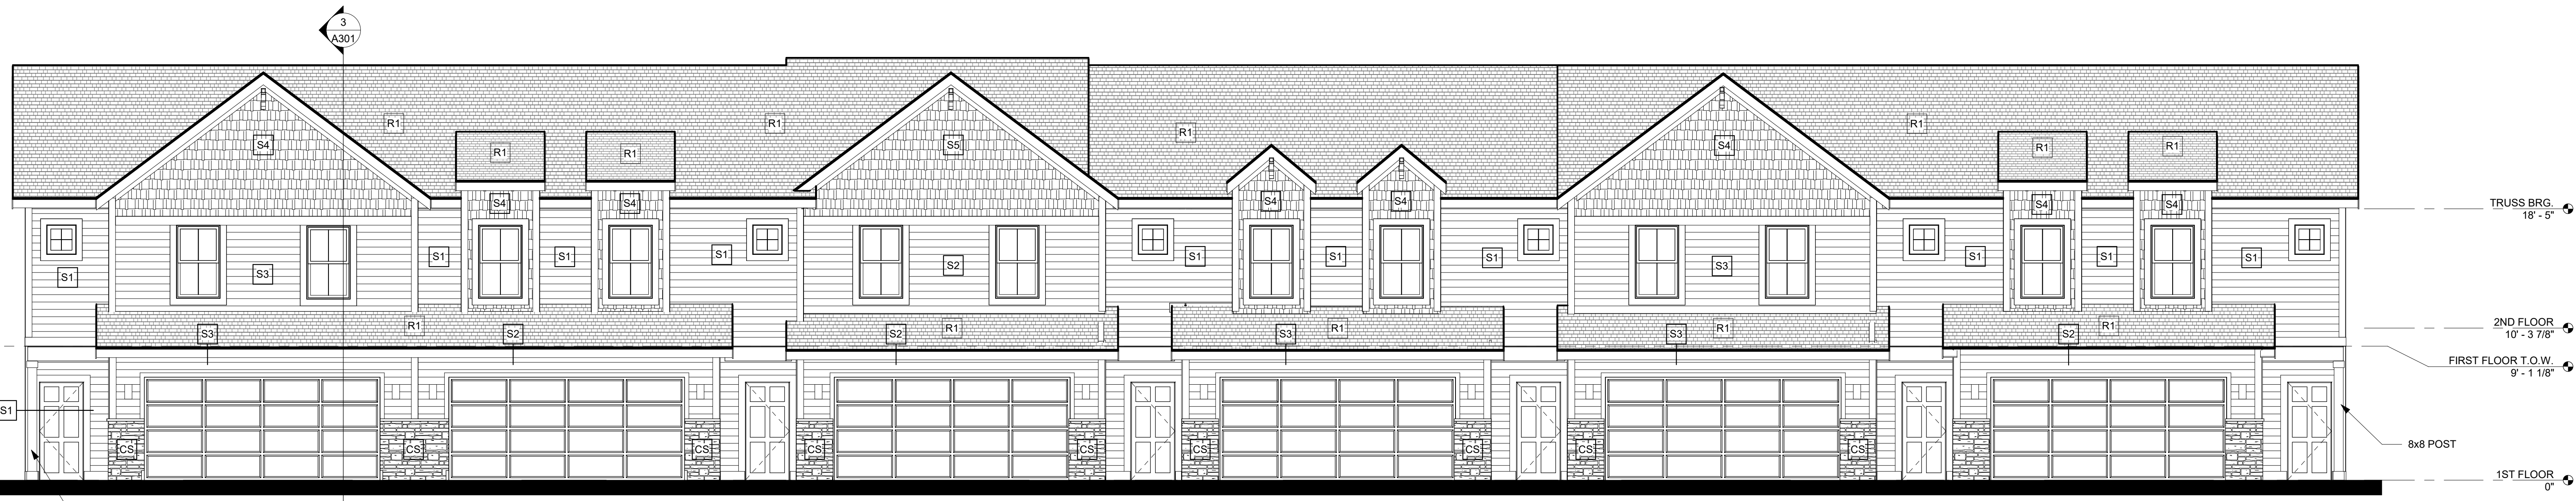 3
A301
R1
R1
R1
R1
S4
S5
S4
R1
R1
R1
R1
S4
S4
S4
S4
S4
S4
TRUSS BRG.
18' - 5"
S1
S3
S1
S1
S1
S2
S1
S1
S1
S3
S1
S1
S1
R1
R1
R1
R1
R1
2ND FLOOR
10' - 3 7/8"
S3
S2
S2
S3
S3
S2
FIRST FLOOR T.O.W.
9' - 1 1/8"
S1
CS
CS
CS
CS
CS
CS
CS
CS
CS
8x8 POST
1ST FLOOR
0"